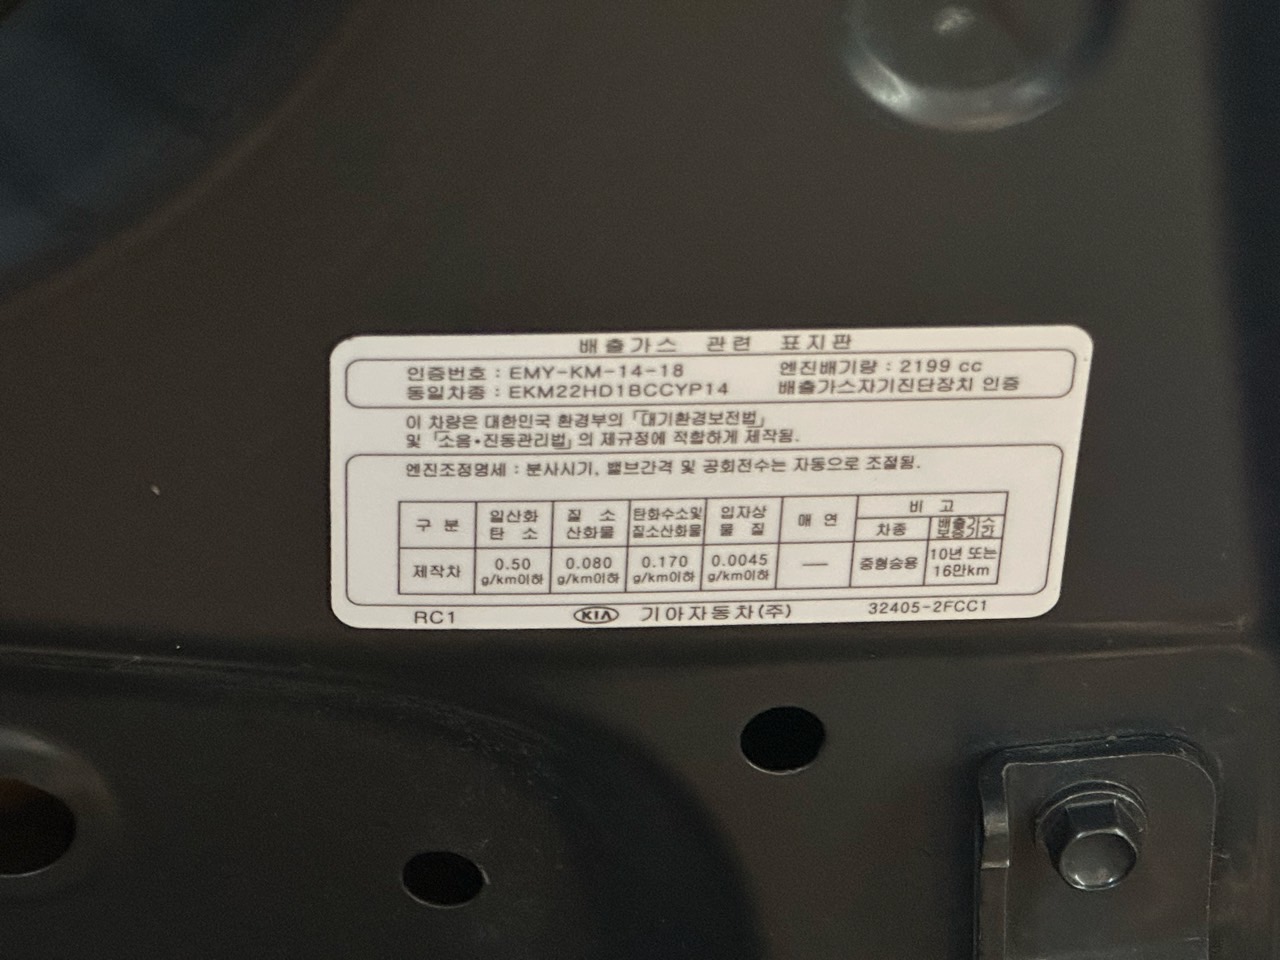 배출가스 관련 표지판
인증번호 : EMY-KM-14-18 엔진배기량 : 2199 cc
동일차종 : EKM22HD1BCCYP14 배출가스자기진단장치 인증
이 차량은 대한민국 환경부의 「대기환경보전법」
및 「소음•진동관리법」의 제규정에 적합하게 제작됨.
엔진조정명세 : 분사시기, 밸브간격 및 공회전수는 자동으로 조절됨.
구 분 일산화 탄 소 질 소 산화물 탄화수소및 질소산화물 입자상 물 질 매 연 비 고
차종 배출가스 보증기간
제작차 0.50 g/km이하 0.080 g/km이하 0.170 g/km이하 0.0045 g/km이하 — 중형승용 10년 또는 16만km
RC1 KIA 기아자동차(주) 32405-2FCC1